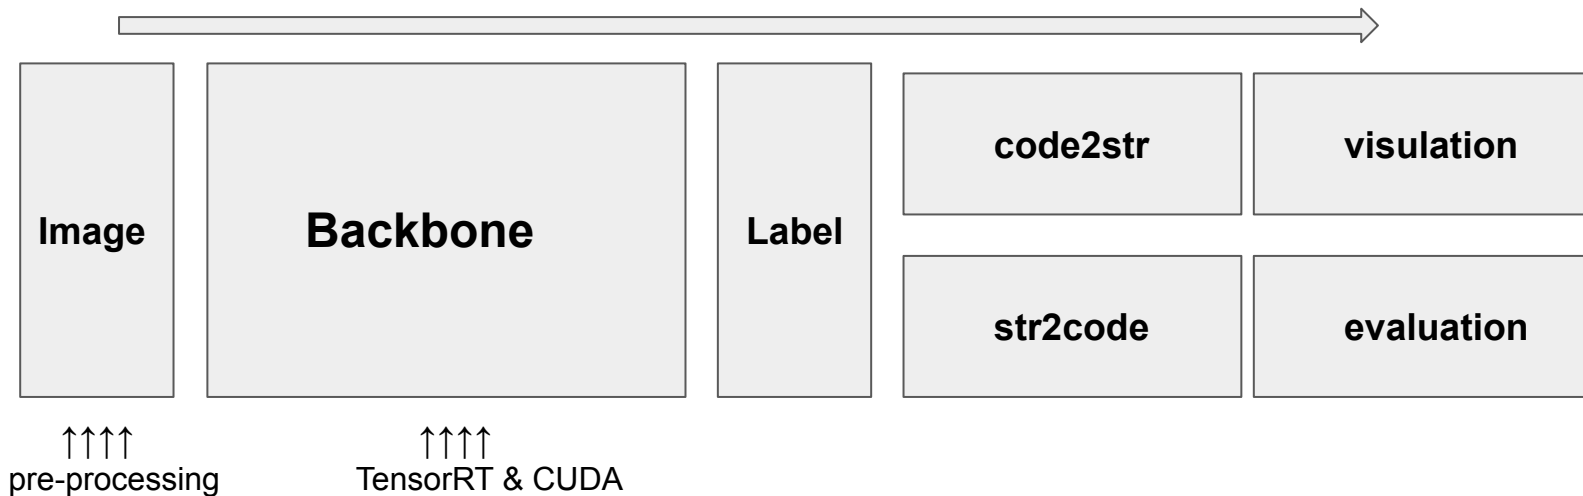 Image
Backbone
Label
code2str
visulation
str2code
evaluation
↑↑↑↑
pre-processing
↑↑↑↑
TensorRT & CUDA